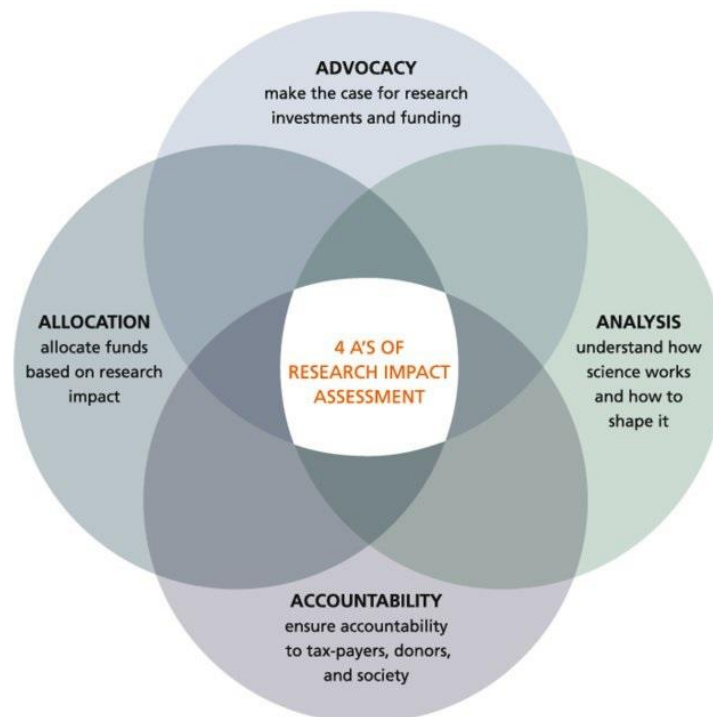 ADVOCACY
make the case for research
investments and funding
ALLOCATION
allocate funds
based on research
impact
4 A'S OF
RESEARCH IMPACT
ASSESSMENT
ANALYSIS
understand how
science works
and how to
shape it
ACCOUNTABILITY
ensure accountability
to tax-payers, donors,
and society